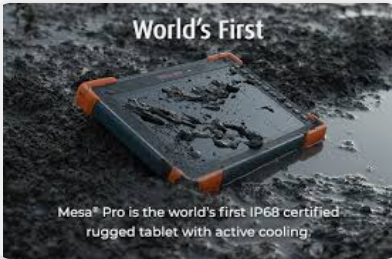 World's First
Mesa® Pro is the world's first IP68 certified
rugged tablet with active cooling.